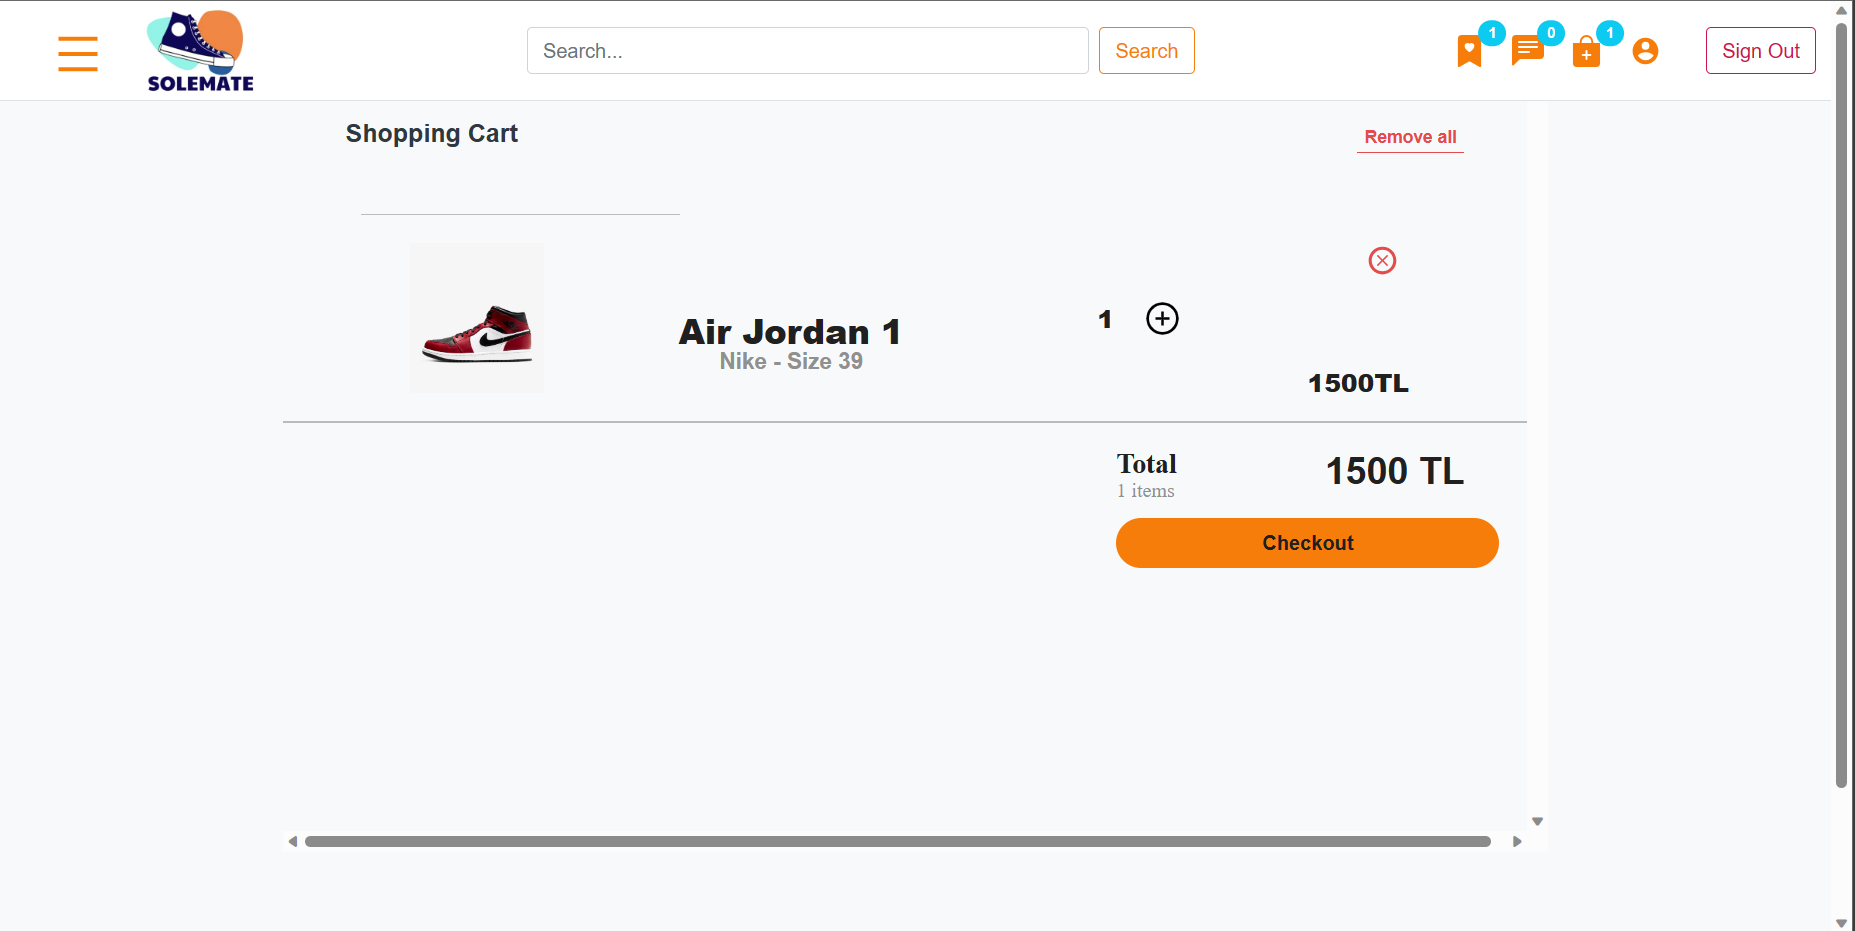 SOLEMATE
Search...
Search
1
0
1
Sign Out
Shopping Cart
Remove all
Air Jordan 1
Nike - Size 39
1
1500TL
Total
1500 TL
1 items
Checkout